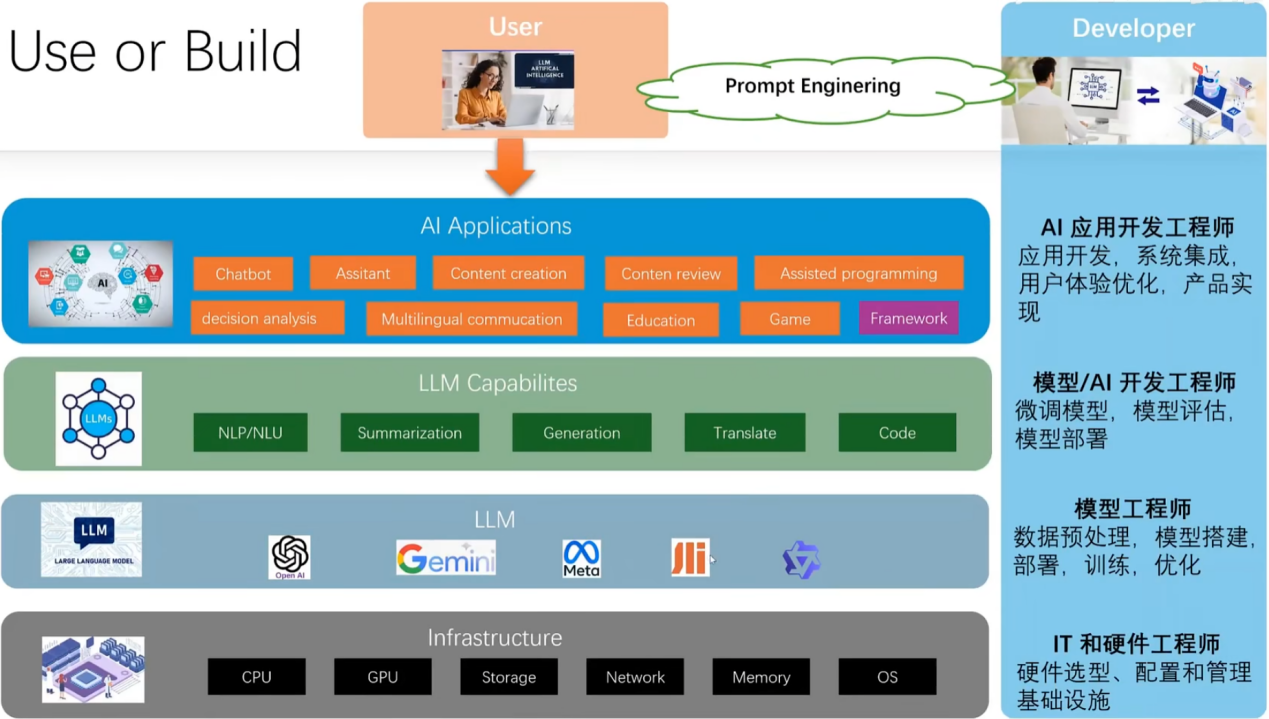 Use or Build
User
LLM
ARTIFICAL
INTELLIGENCE
Prompt Enginering
Developer
AI Applications
AI
Chatbot
Assitant
Content creation
Conten review
Assisted programming
decision analysis
Multilingual commucation
Education
Game
Framework
AI 应用开发工程师
应用开发，系统集成，
用户体验优化，产品实
现
LLM Capabilites
LLMs
NLP/NLU
Summarization
Generation
Translate
Code
模型/AI 开发工程师
微调模型，模型评估，
模型部署
LLM
LLM
LARGE LANGUAGE MODEL
Open AI
Gemini
Meta
模型工程师
数据预处理，模型搭建，
部署，训练，优化
Infrastructure
CPU
GPU
Storage
Network
Memory
OS
IT 和硬件工程师
硬件选型、配置和管理
基础设施